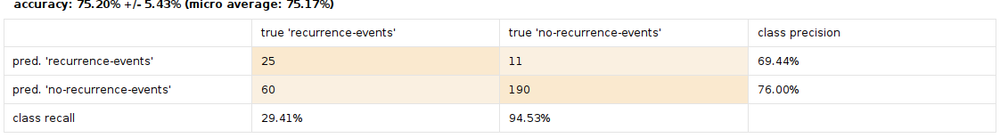 accuracy: 75.20% +/- 5.43% (micro average: 75.17%)
true 'recurrence-events' true 'no-recurrence-events' class precision
pred. 'recurrence-events' 25 11 69.44%
pred. 'no-recurrence-events' 60 190 76.00%
class recall 29.41% 94.53%